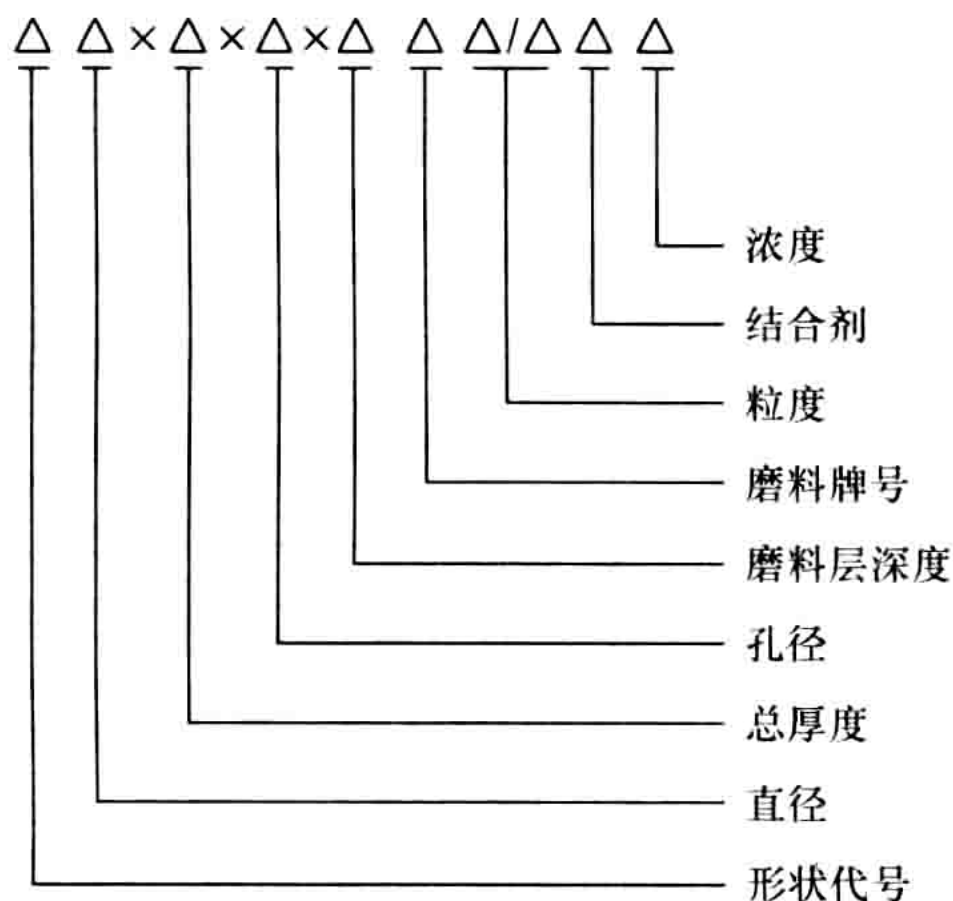 △ △×△×△×△ △ △/△ △ △
浓度
结合剂
粒度
磨料牌号
磨料层深度
孔径
总厚度
直径
形状代号